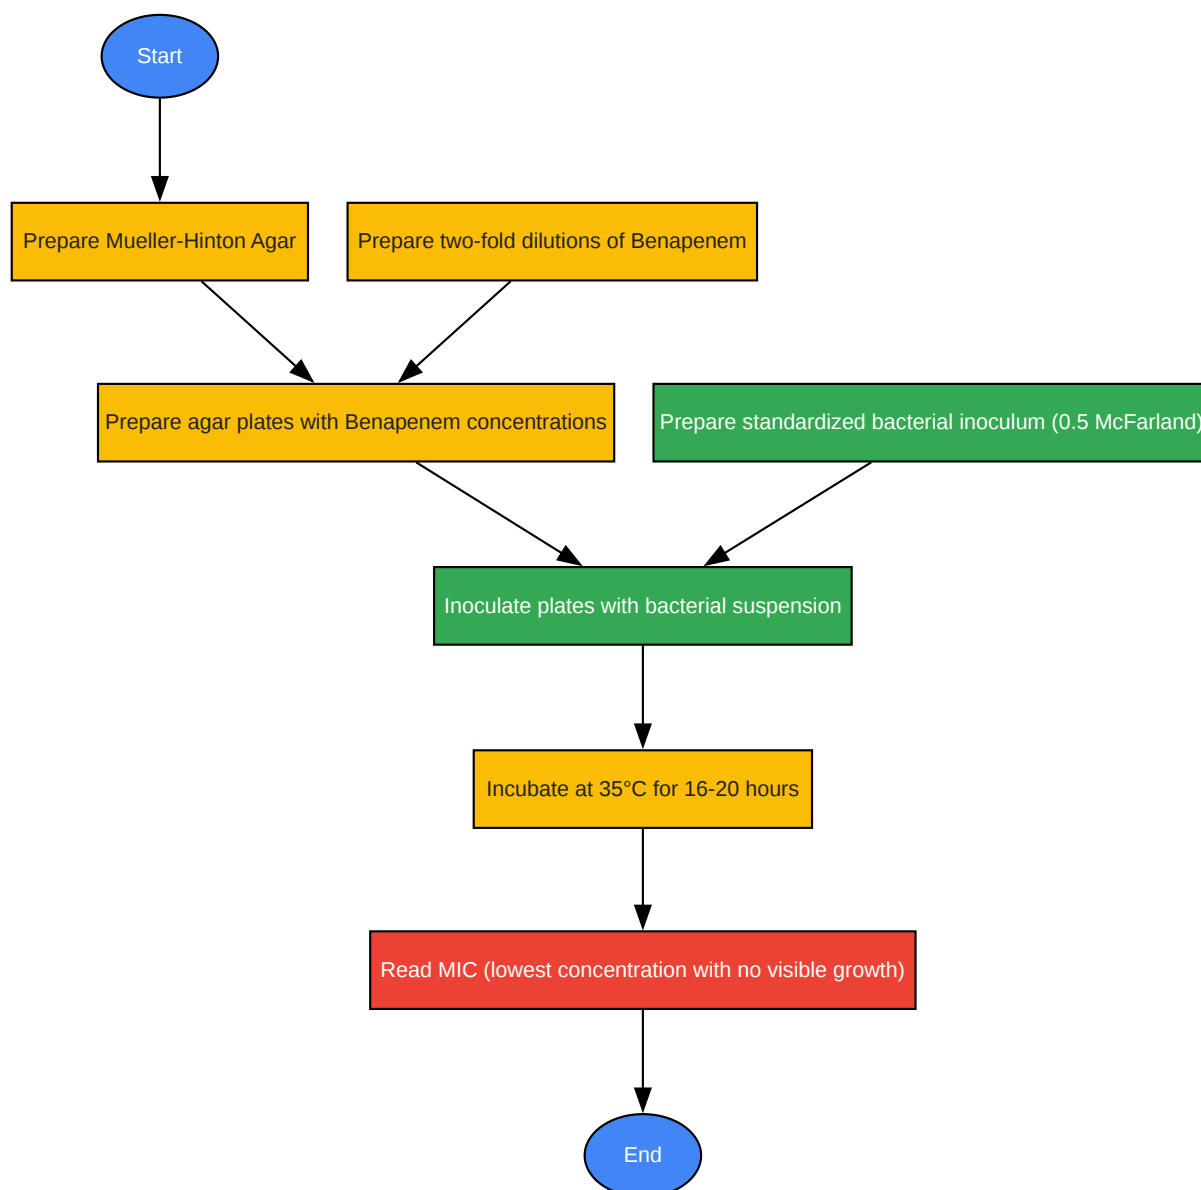 Start
Prepare Mueller-Hinton Agar
Prepare two-fold dilutions of Benapenem
Prepare agar plates with Benapenem concentrations
Prepare standardized bacterial inoculum (0.5 McFarland)
Inoculate plates with bacterial suspension
Incubate at 35°C for 16-20 hours
Read MIC (lowest concentration with no visible growth)
End